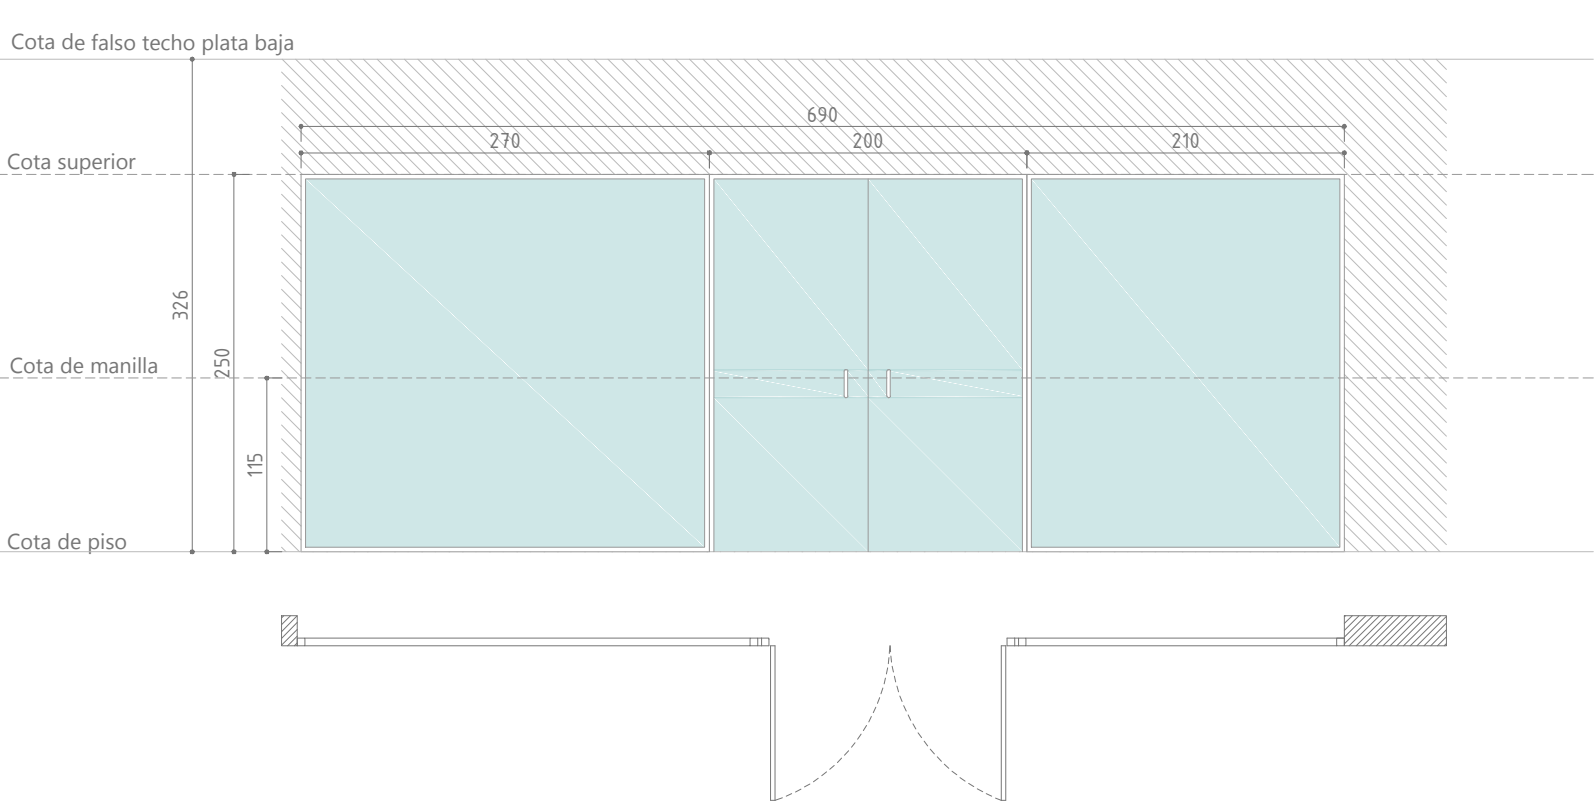 Cota de falso techo plata baja
690
270
200
210
Cota superior
326
250
Cota de manilla
115
Cota de piso